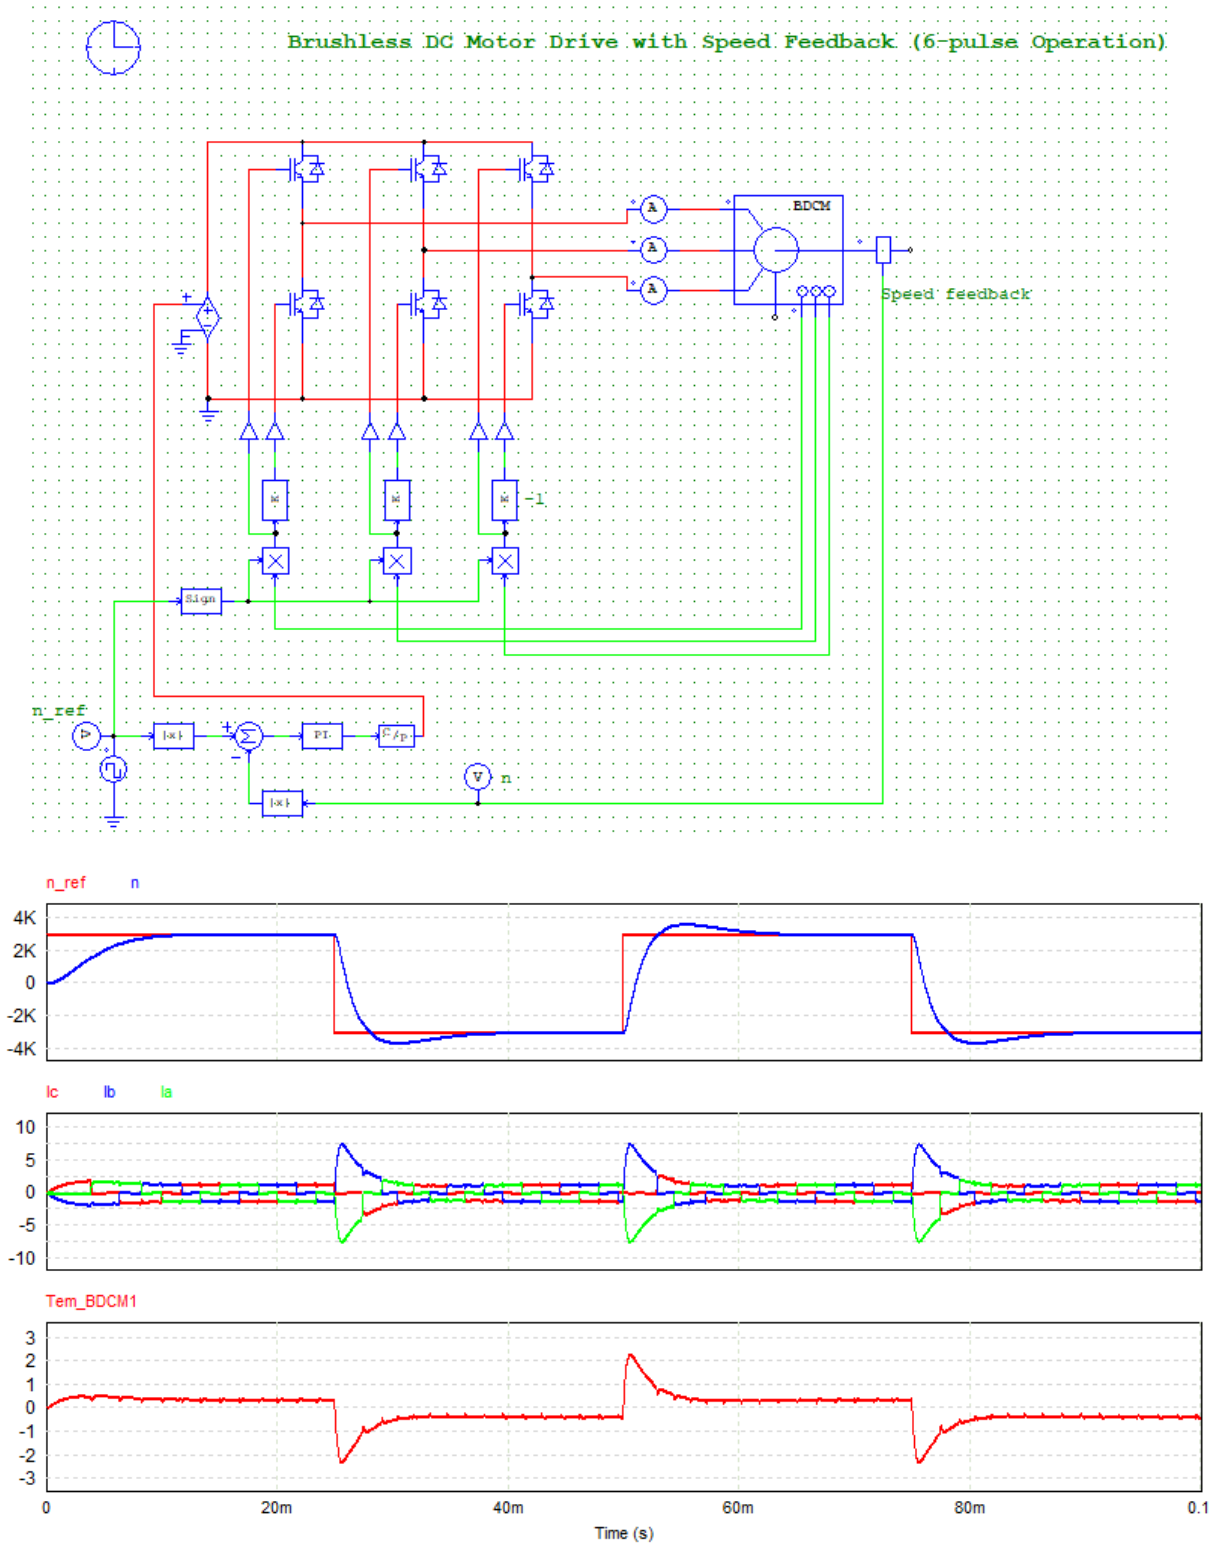 Brushless DC Motor Drive with Speed Feedback (6-pulse Operation)
A
BDCM
A
A
Speed feedback
K
K
K
-1
Sign
n_ref
V
|x|
+
Σ
-
PI
C/p
V
n
|x|
n_ref n
4K
2K
0
-2K
-4K
Ic Ib Ia
10
5
0
-5
-10
Tem_BDCM1
3
2
1
0
-1
-2
-3
0 20m 40m 60m 80m 0.1
Time (s)